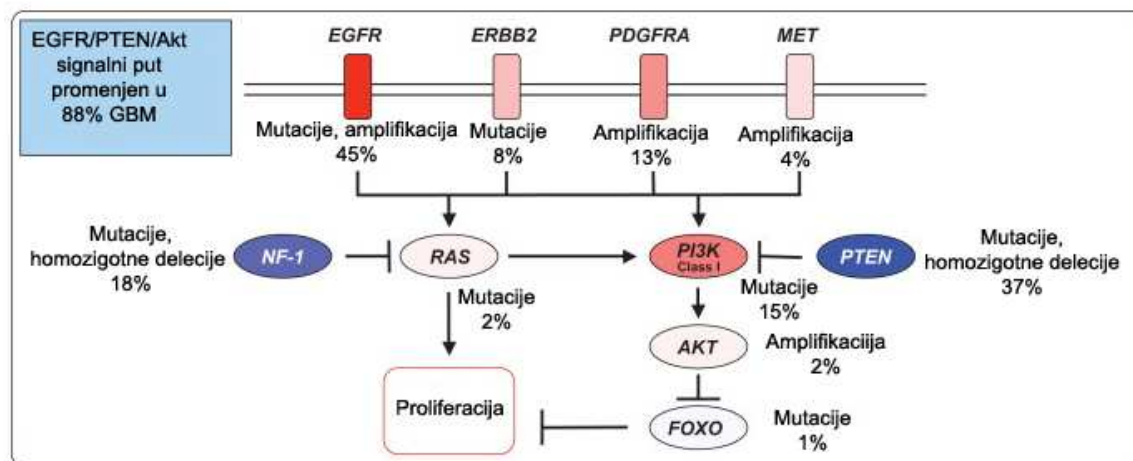 EGFR/PTEN/Akt
signalni put
promenjen u
88% GBM
EGFR
ERBB2
PDGFRA
MET
Mutacije, amplifikacija
45%
Mutacije
8%
Amplifikacija
13%
Amplifikacija
4%
Mutacije,
homozigotne delecije
18%
NF-1
RAS
PI3K
Class I
PTEN
Mutacije,
homozigotne delecije
37%
Mutacije
2%
Mutacije
15%
AKT
Amplifikaciija
2%
Proliferacija
FOXO
Mutacije
1%